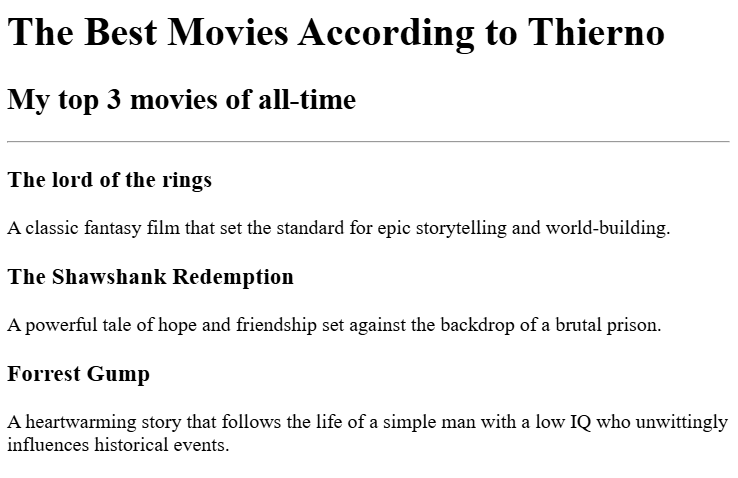 The Best Movies According to Thierno
My top 3 movies of all-time
The lord of the rings
A classic fantasy film that set the standard for epic storytelling and world-building.
The Shawshank Redemption
A powerful tale of hope and friendship set against the backdrop of a brutal prison.
Forrest Gump
A heartwarming story that follows the life of a simple man with a low IQ who unwittingly
influences historical events.